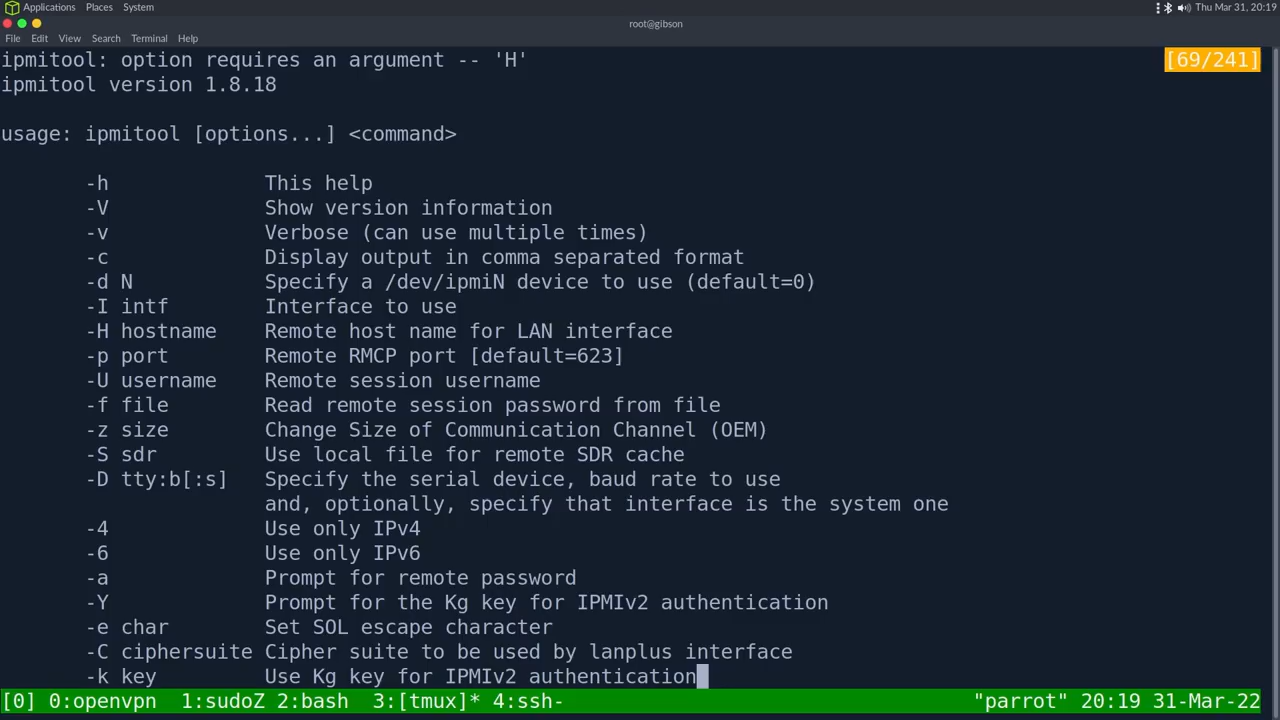 Applications Places System
Thu Mar 31, 20:19
root@gibson
File Edit View Search Terminal Help
ipmitool: option requires an argument -- 'H'
[69/241]
ipmitool version 1.8.18
usage: ipmitool [options...] <command>
-h This help
-V Show version information
-v Verbose (can use multiple times)
-c Display output in comma separated format
-d N Specify a /dev/ipmiN device to use (default=0)
-I intf Interface to use
-H hostname Remote host name for LAN interface
-p port Remote RMCP port [default=623]
-U username Remote session username
-f file Read remote session password from file
-z size Change Size of Communication Channel (OEM)
-S sdr Use local file for remote SDR cache
-D tty:b[:s] Specify the serial device, baud rate to use
and, optionally, specify that interface is the system one
-4 Use only IPv4
-6 Use only IPv6
-a Prompt for remote password
-Y Prompt for the Kg key for IPMIv2 authentication
-e char Set SOL escape character
-C ciphersuite Cipher suite to be used by lanplus interface
-k key Use Kg key for IPMIv2 authentication
[0] 0:openvpn 1:sudoZ 2:bash 3:[tmux]* 4:ssh- "parrot" 20:19 31-Mar-22